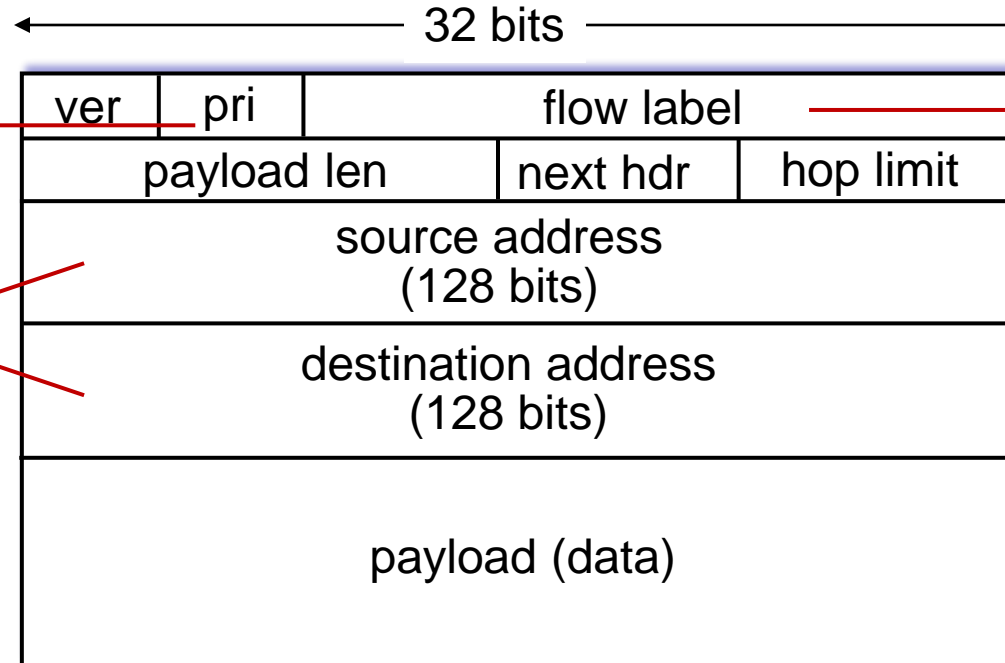 32 bits
ver pri flow label
payload len next hdr hop limit
source address
(128 bits)
destination address
(128 bits)
payload (data)